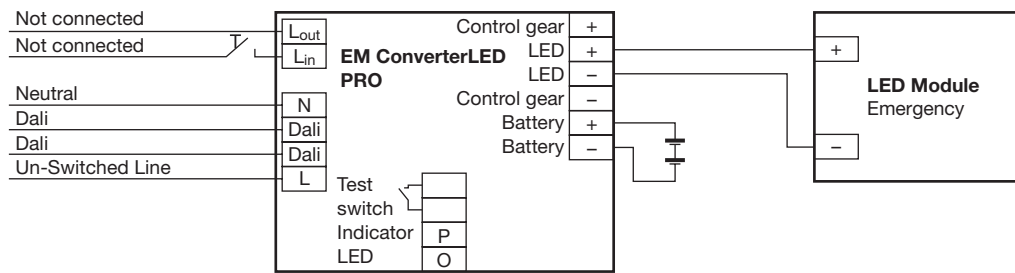 Not connected
Not connected
Neutral
Dali
Dali
Un-Switched Line
T
Lout
Lin
N
Dali
Dali
L
EM ConverterLED
PRO
Test
switch
Indicator P
LED O
Control gear +
LED +
LED −
Control gear −
Battery +
Battery −
+
−
LED Module
Emergency